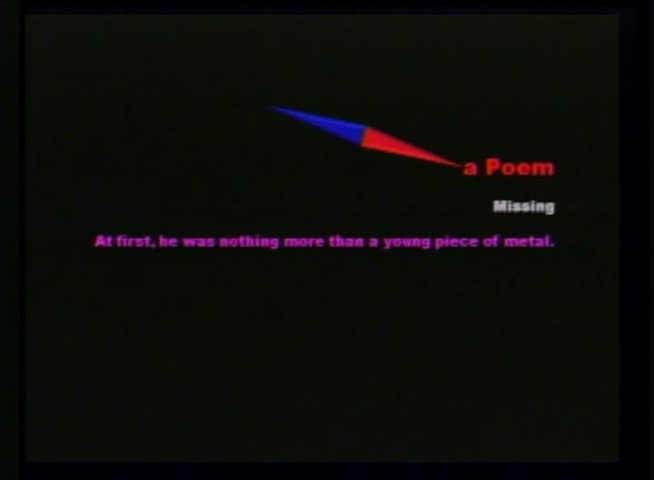 a Poem
Missing
At first, he was nothing more than a young piece of metal.